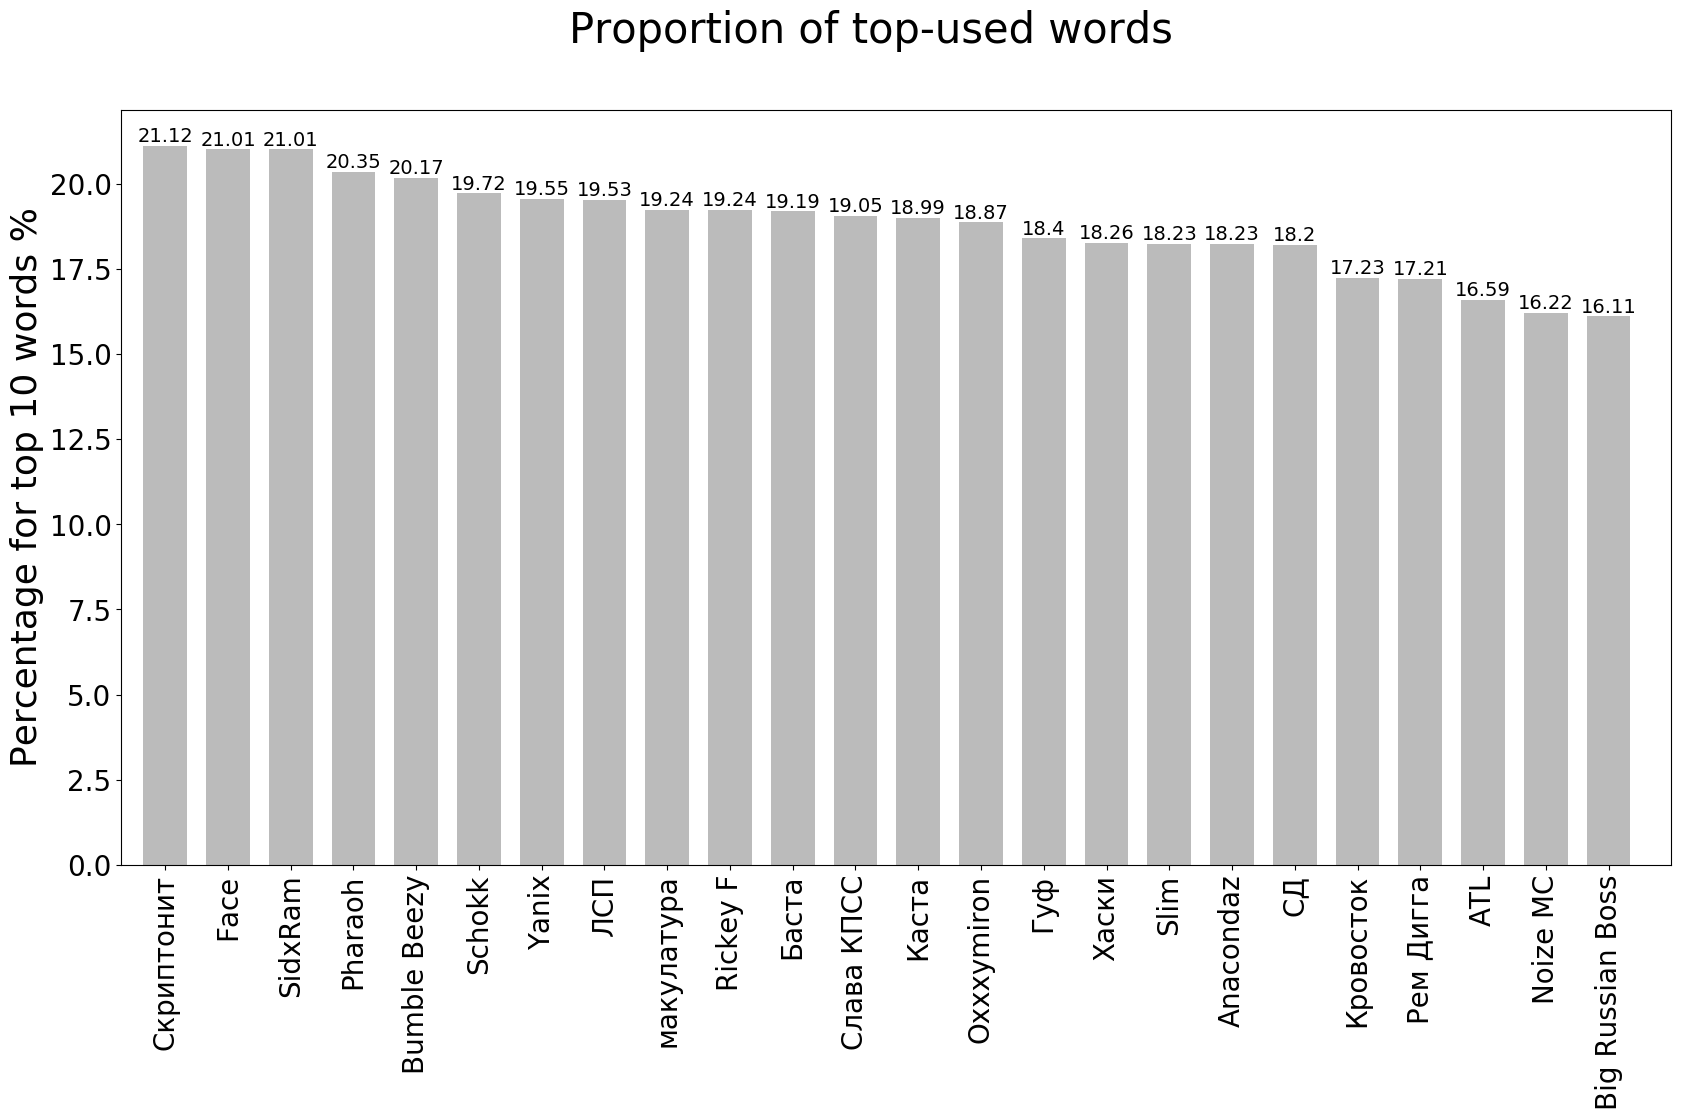 Proportion of top-used words
Percentage for top 10 words %
20.0
17.5
15.0
12.5
10.0
7.5
5.0
2.5
0.0
21.12
21.01
21.01
20.35
20.17
19.72
19.55
19.53
19.24
19.24
19.19
19.05
18.99
18.87
18.4
18.26
18.23
18.23
18.2
17.23
17.21
16.59
16.22
16.11
Скриптонит
Face
SidxRam
Pharaoh
Bumble Beezy
Schokk
Yanix
ЛСП
макулатура
Rickey F
Баста
Слава КПСС
Каста
Oxxxymiron
Гуф
Хаски
Slim
Anacondaz
СД
Кровосток
Рем Дигга
ATL
Noize MC
Big Russian Boss